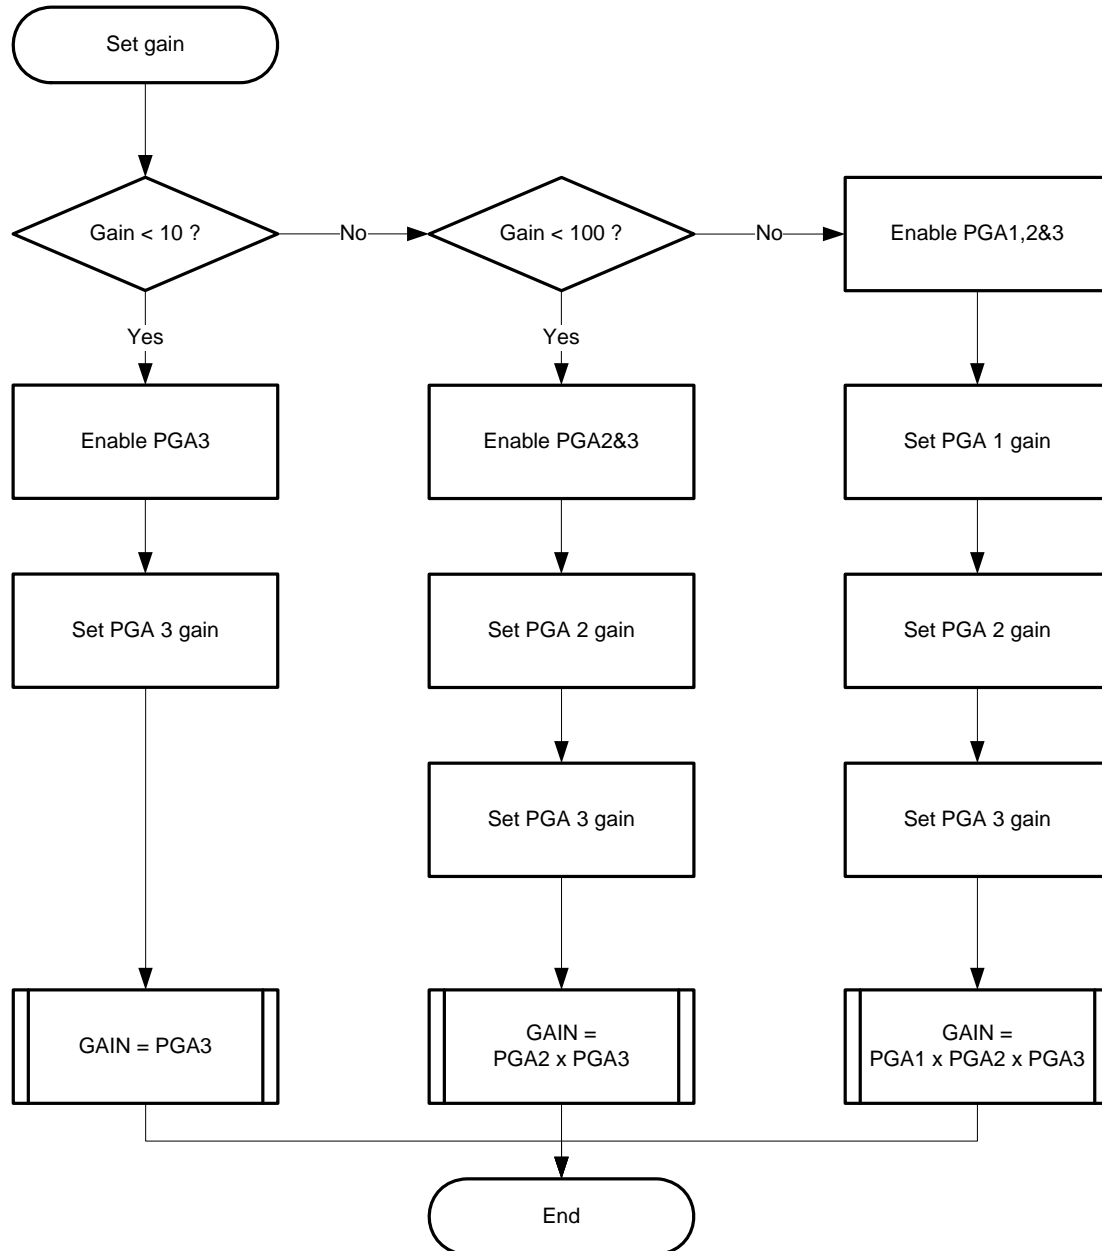 Set gain
Gain < 10 ?
No
Gain < 100 ?
No
Enable PGA1,2&3
Yes
Yes
Enable PGA3
Enable PGA2&3
Set PGA 1 gain
Set PGA 3 gain
Set PGA 2 gain
Set PGA 2 gain
Set PGA 3 gain
Set PGA 3 gain
GAIN = PGA3
GAIN =
PGA2 x PGA3
GAIN =
PGA1 x PGA2 x PGA3
End